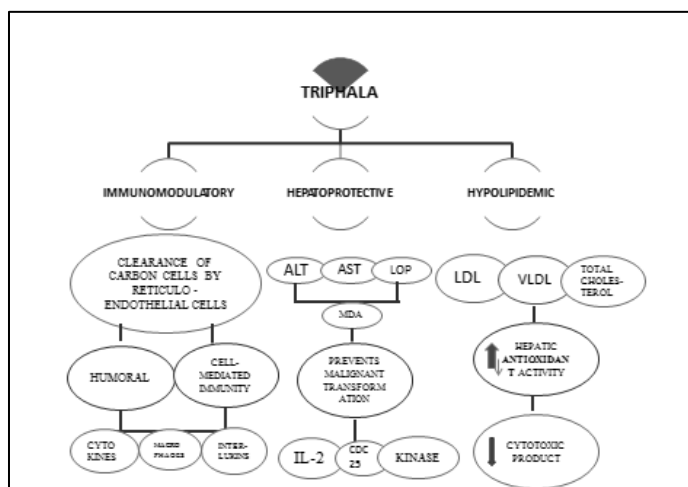 TRIPHALA
IMMUNOMODULATORY
HEPATOPROTECTIVE
HYPOLIPIDEMIC
CLEARANCE OF
CARBON CELLS BY
RETICULO -
ENDOTHELIAL CELLS
HUMORAL
CELL-
MEDIATED
IMMUNITY
CYTO
KINES
MACRO
PHAGES
INTER-
LUKINS
ALT
AST
LOP
MDA
PREVENTS
MALIGNANT
TRANSFORM
ATION
IL-2
CDC
25
KINASE
LDL
VLDL
TOTAL
CHOLES-
TEROL
HEPATIC
ANTIOXIDAN
T ACTIVITY
CYTOTOXIC
PRODUCT